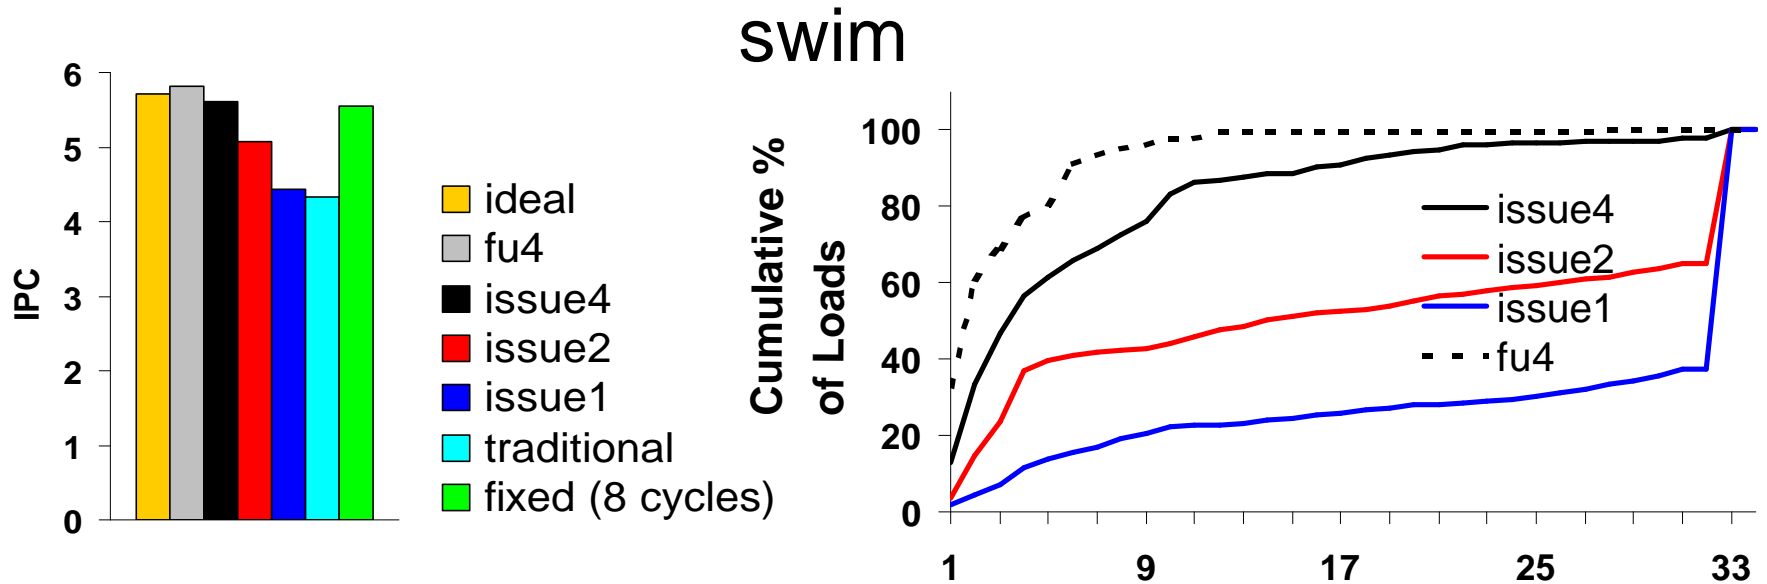 swim
6
5
4
3
2
1
0
IPC
ideal
fu4
issue4
issue2
issue1
traditional
fixed (8 cycles)
Cumulative %
of Loads
100
80
60
40
20
0
1 9 17 25 33
issue4
issue2
issue1
fu4